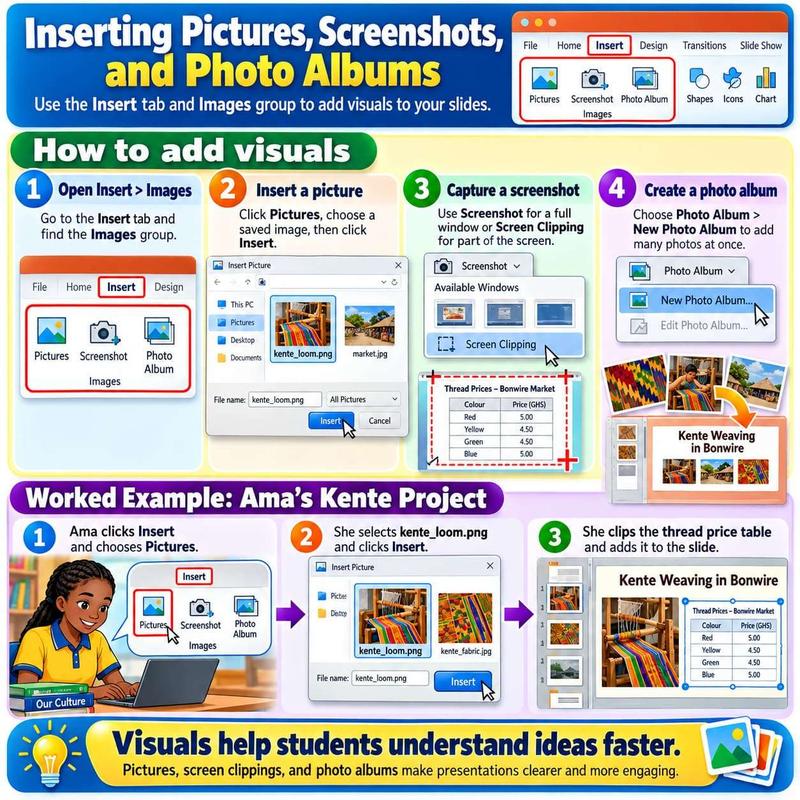 Inserting Pictures, Screenshots,
and Photo Albums
Use the Insert tab and Images group to add visuals to your slides.
File Home Insert Design Transitions Slide Show
Pictures Screenshot Photo Album Shapes Icons Chart
Images
How to add visuals
1 Open Insert > Images
Go to the Insert tab and
find the Images group.
File Home Insert Design
Pictures Screenshot Photo
Album
Images
2 Insert a picture
Click Pictures, choose a
saved image, then click
Insert.
Insert Picture
This PC
Pictures
Desktop
Documents
kente_loom.png market.jpg
File name: kente_loom.png All Pictures
Insert Cancel
3 Capture a screenshot
Use Screenshot for a full
window or Screen Clipping
for part of the screen.
Screenshot
Available Windows
Screen Clipping
Thread Prices – Bonwire Market
Colour Price (GHS)
Red 5.00
Yellow 4.50
Green 4.50
Blue 5.00
4 Create a photo album
Choose Photo Album >
New Photo Album to add
many photos at once.
Photo Album
New Photo Album...
Edit Photo Album...
Kente Weaving
in Bonwire
Worked Example: Ama's Kente Project
1 Ama clicks Insert
and chooses Pictures.
Insert
Pictures Screenshot Photo
Album
Images
Our Culture
2 She selects kente_loom.png
and clicks Insert.
Insert Picture
kente_loom.png kente_fabric.jpg
File name: kente_loom.png Insert
3 She clips the thread price table
and adds it to the slide.
Kente Weaving in Bonwire
Thread Prices – Bonwire Market
Colour Price (GHS)
Red 5.00
Yellow 4.50
Green 4.50
Blue 5.00
Visuals help students understand ideas faster.
Pictures, screen clippings, and photo albums make presentations clearer and more engaging.